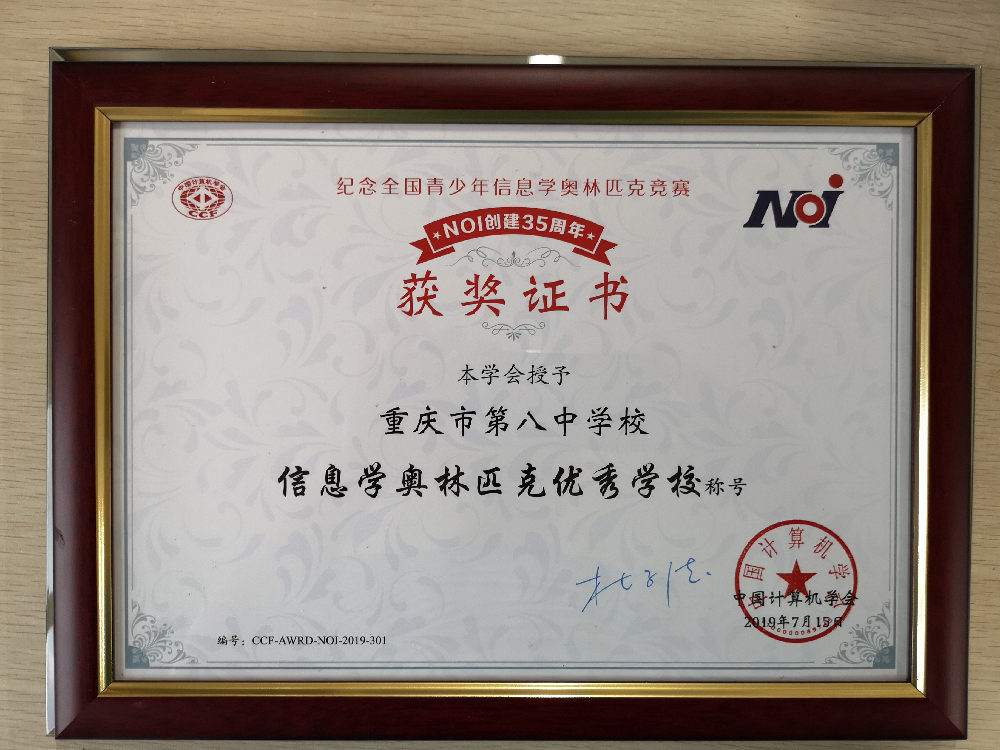 中国计算机学会
CCF
纪念全国青少年信息学奥林匹克竞赛
NOI
NOI创建35周年
获奖证书
本学会授予
重庆市第八中学校
信息学奥林匹克优秀学校称号
中国计算机学会
2019年7月15日
编号：CCF-AWRD-NOI-2019-301